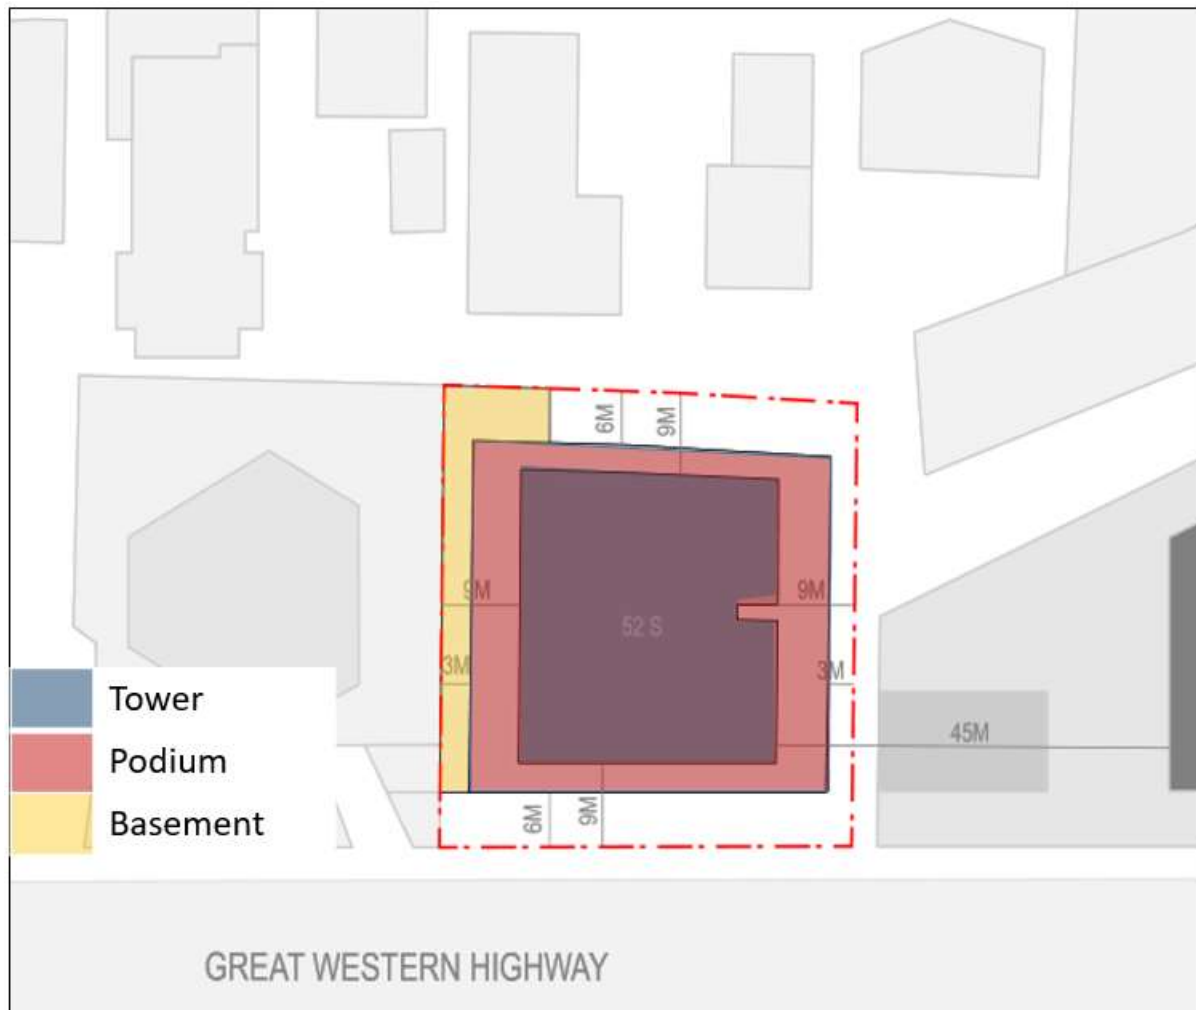 6M
9M
9M
9M
52 S
3M
3M
45M
6M
9M
Tower
Podium
Basement
GREAT WESTERN HIGHWAY